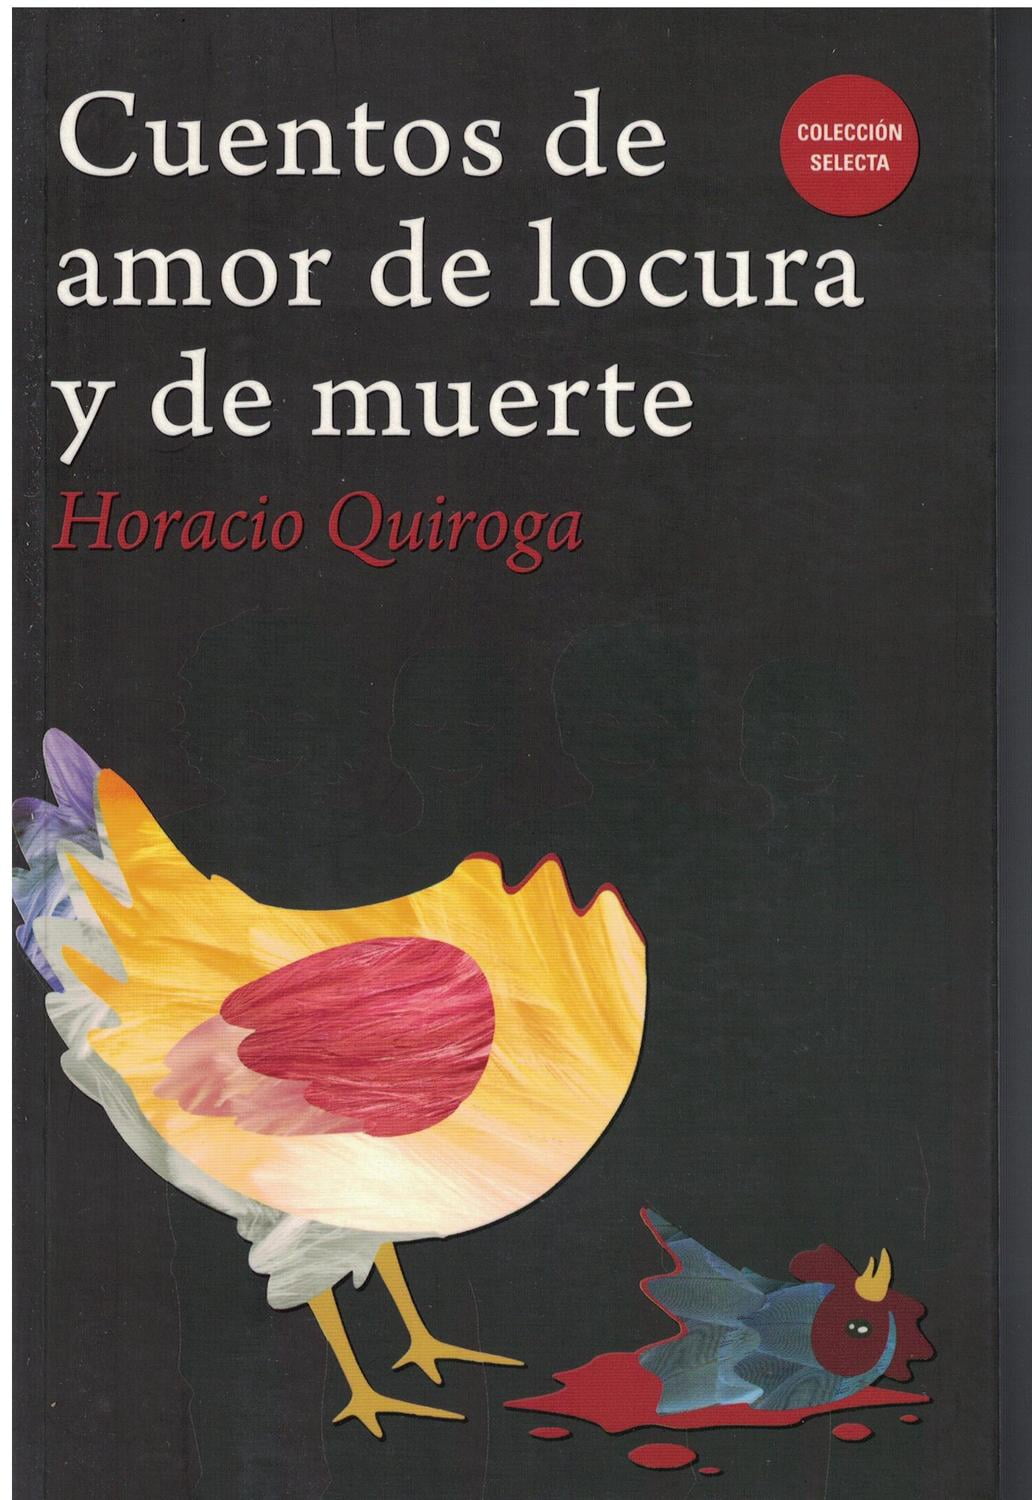 Cuentos de
amor de locura
y de muerte
Horacio Quiroga
COLECCIÓN
SELECTA